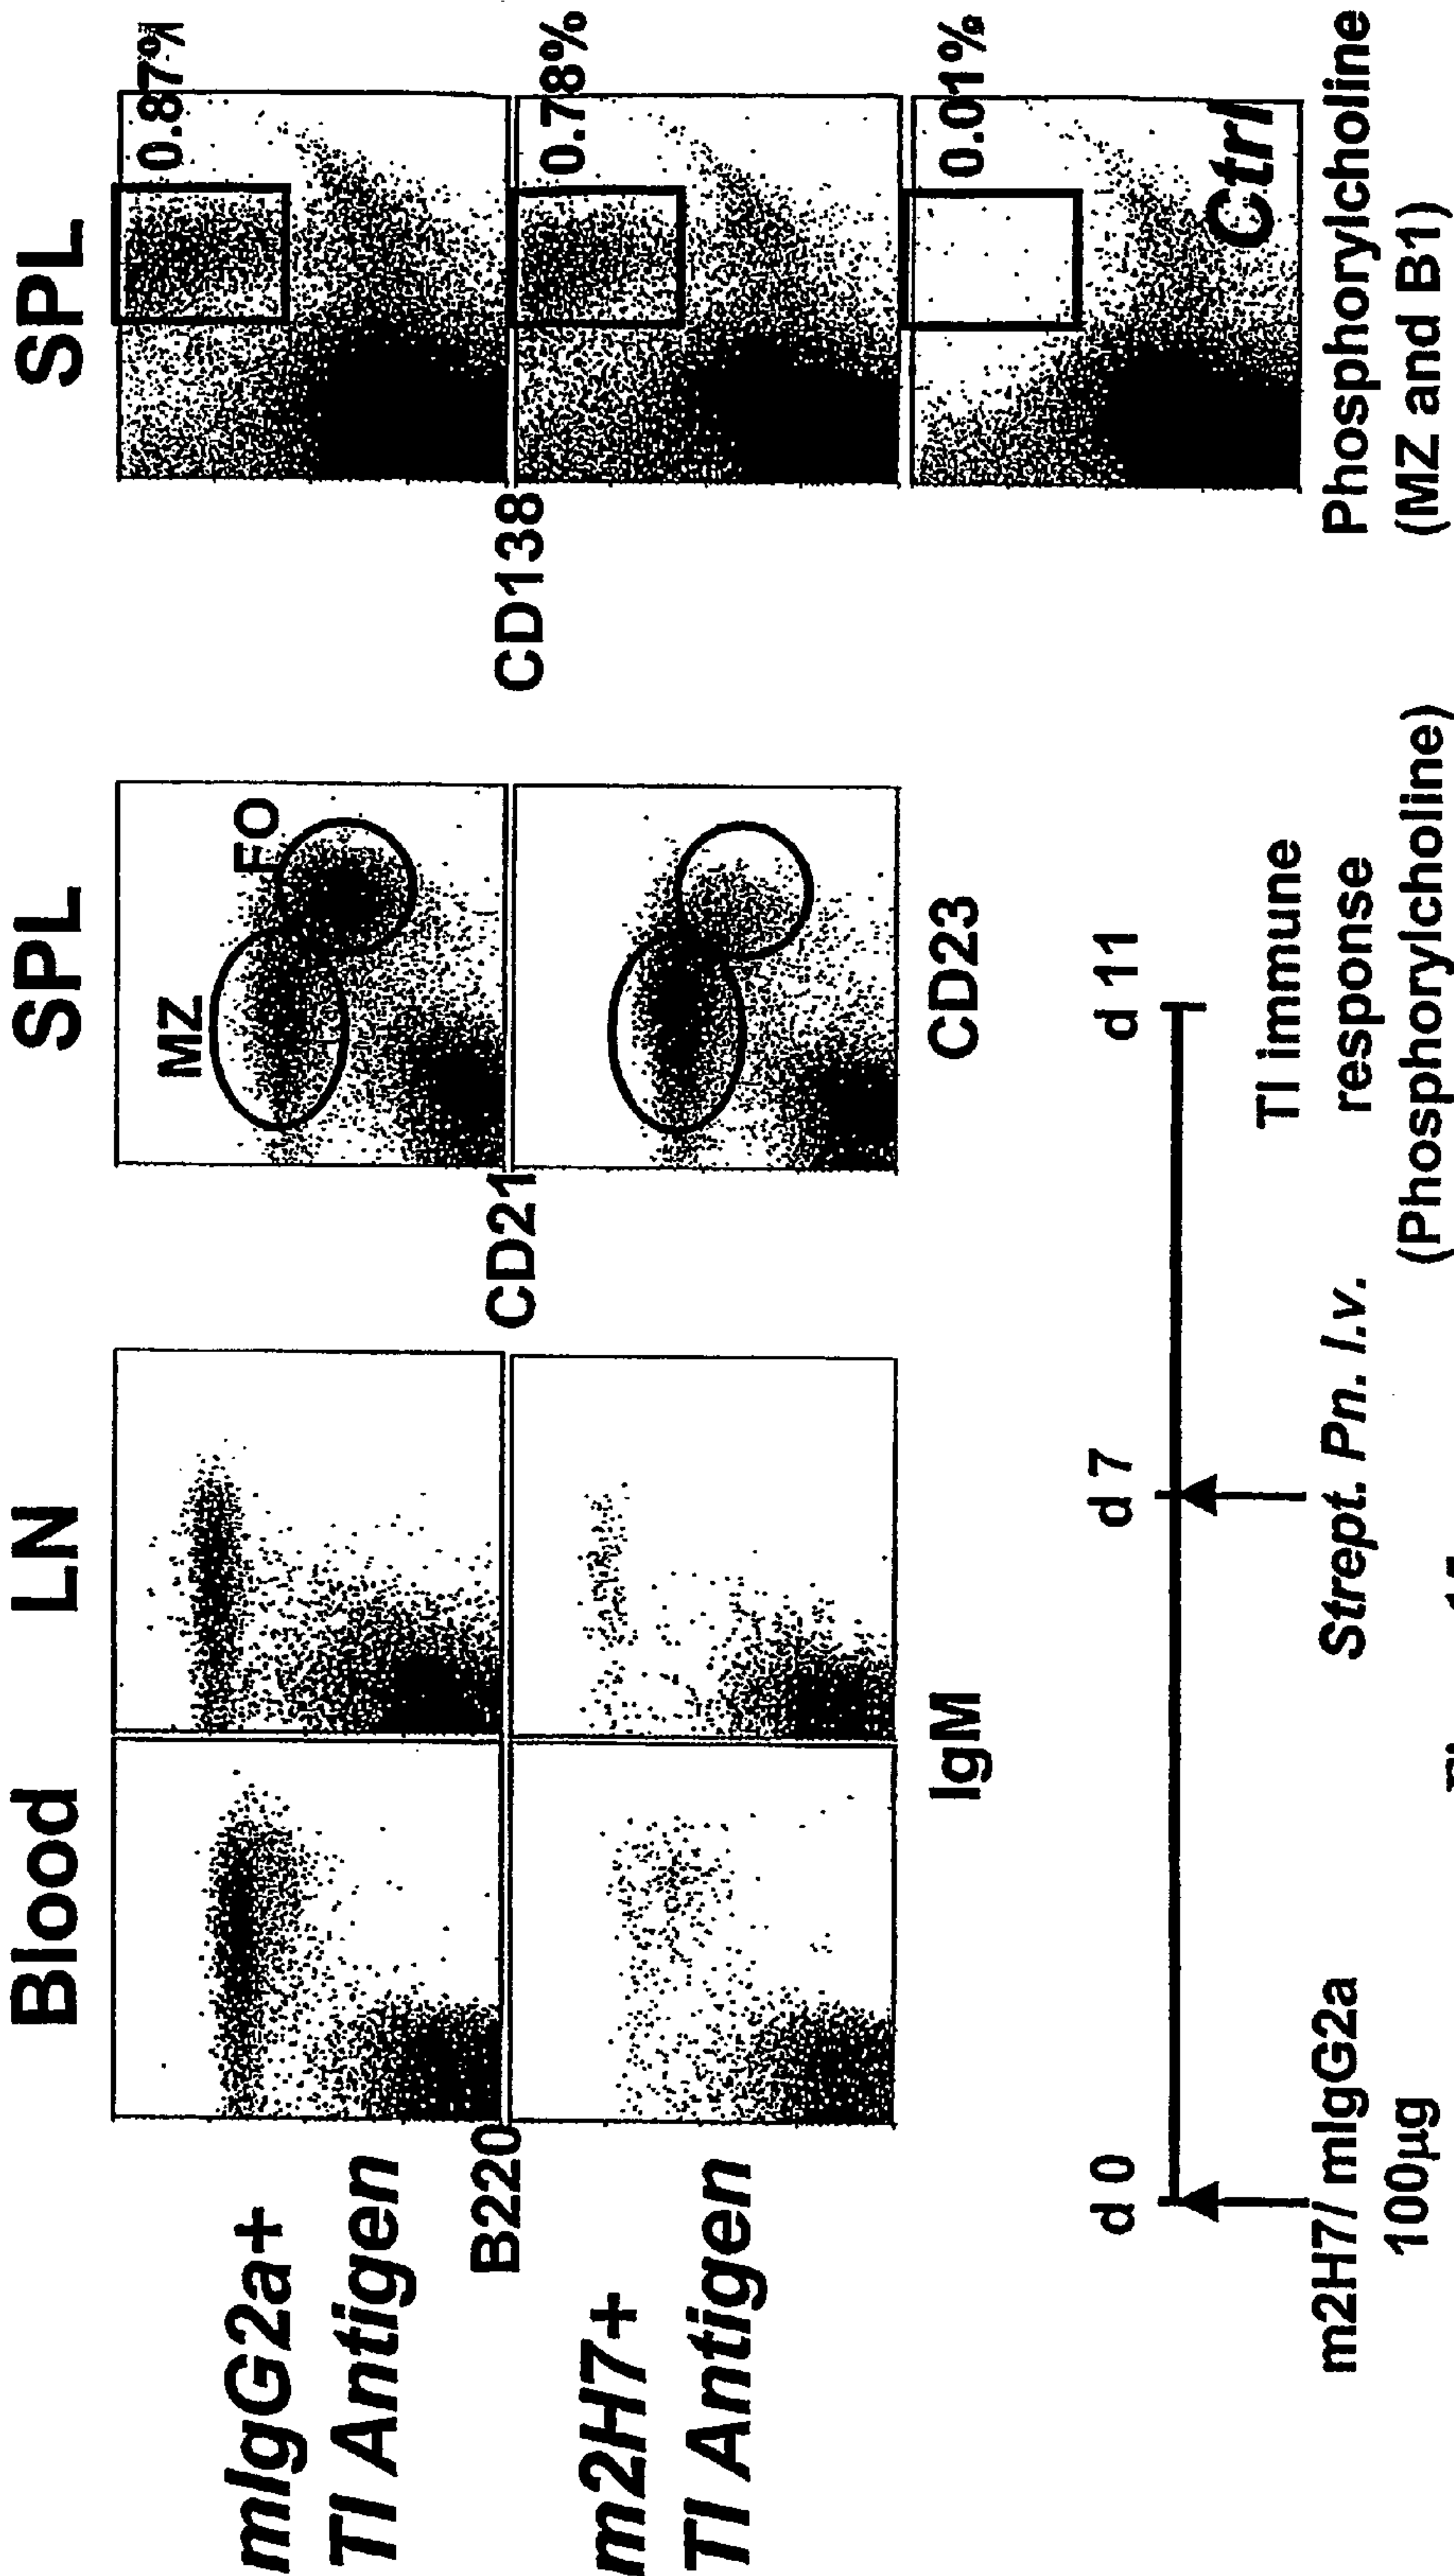 Blood
LN
SPL
SPL
mIgG2a+
TI Antigen
MZ
FO
0.87%
B220
CD21
CD138
m2H7+
TI Antigen
0.78%
IgM
CD23
0.01%
Ctrl
Phosphorylcholine
(MZ and B1)
d 0
d 7
d 11
m2H7/ mIgG2a
100µg
Strept. Pn. I.v.
TI immune
response
(Phosphorylcholine)